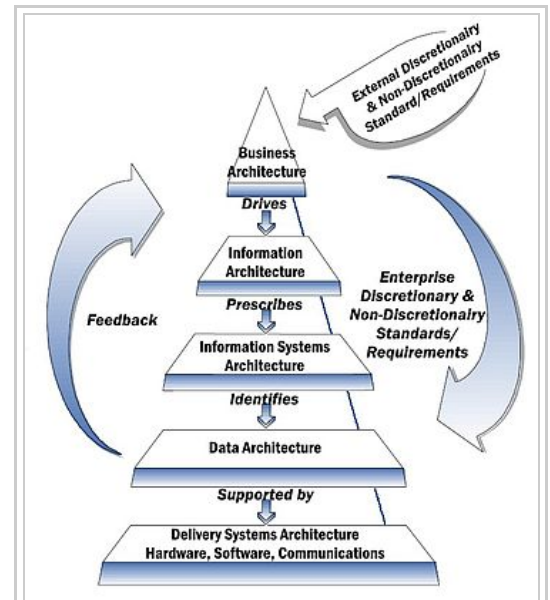 External Discretionairy
& Non-Discretionairy
Standard/Requirements
Business
Architecture
Drives
Information
Architecture
Prescribes
Information Systems
Architecture
Identifies
Data Architecture
Supported by
Delivery Systems Architecture
Hardware, Software, Communications
Feedback
Enterprise
Discretionary &
Non-Discretionairy
Standards/
Requirements